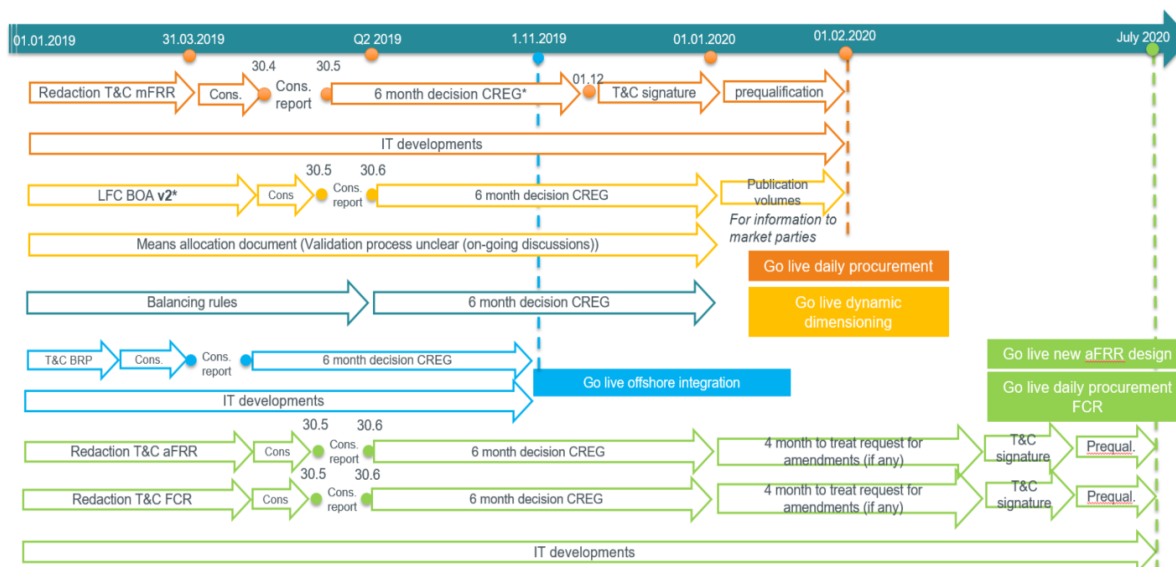 01.01.2019
31.03.2019
Q2 2019
1.11.2019
01.01.2020
01.02.2020
July 2020
30.4
30.5
01.12
Redaction T&C mFRR
Cons.
Cons.
report
6 month decision CREG*
T&C signature
prequalification
IT developments
30.5
30.6
LFC BOA v2*
Cons
Cons.
report
6 month decision CREG
Publication
volumes
For information to
market parties
Means allocation document (Validation process unclear (on-going discussions))
Go live daily procurement
Balancing rules
6 month decision CREG
Go live dynamic
dimensioning
T&C BRP
Cons.
Cons.
report
6 month decision CREG
Go live new aFRR design
Go live offshore integration
Go live daily procurement
FCR
IT developments
30.5
30.6
Redaction T&C aFRR
Cons
Cons.
report
6 month decision CREG
4 month to treat request for
amendments (if any)
T&C
signature
Prequal.
30.5
30.6
Redaction T&C FCR
Cons
Cons.
report
6 month decision CREG
4 month to treat request for
amendments (if any)
T&C
signature
Prequal.
IT developments